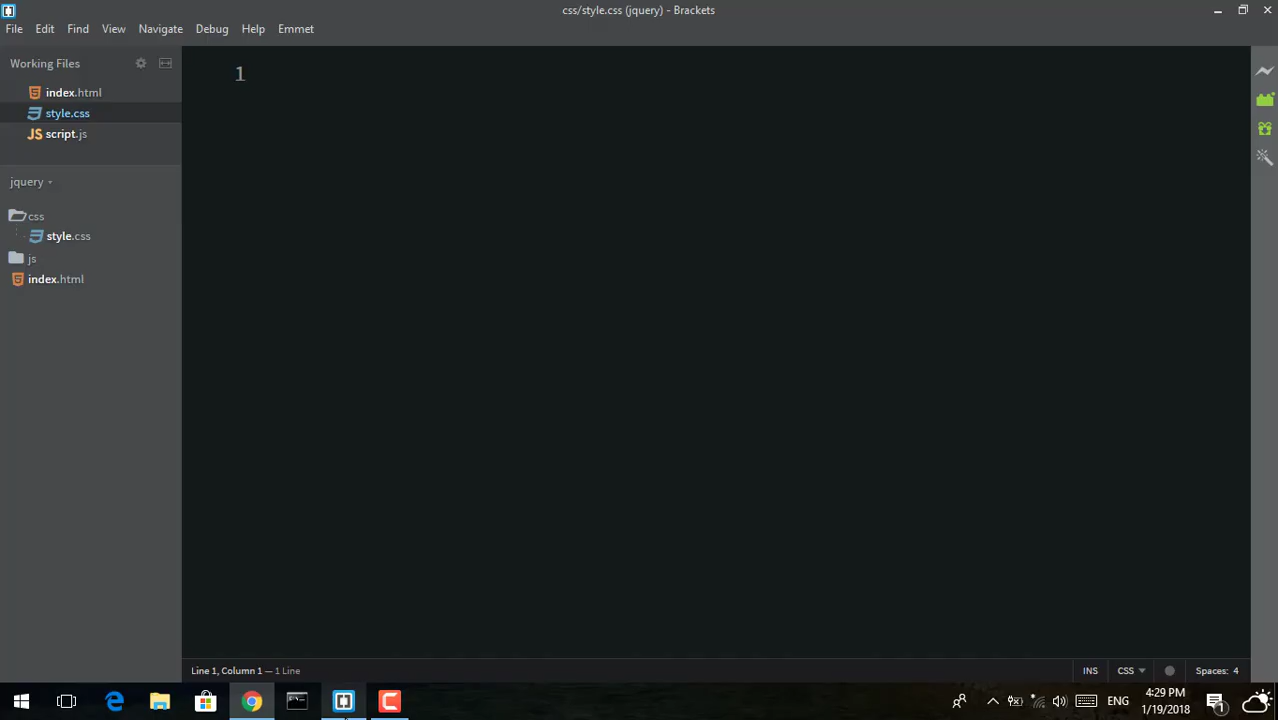 css/style.css (jquery) - Brackets
File Edit Find View Navigate Debug Help Emmet
Working Files
index.html
style.css
JS script.js
jquery
css
style.css
js
index.html
1
Line 1, Column 1 — 1 Line
INS CSS Spaces: 4
ENG
4:29 PM
1/19/2018
1